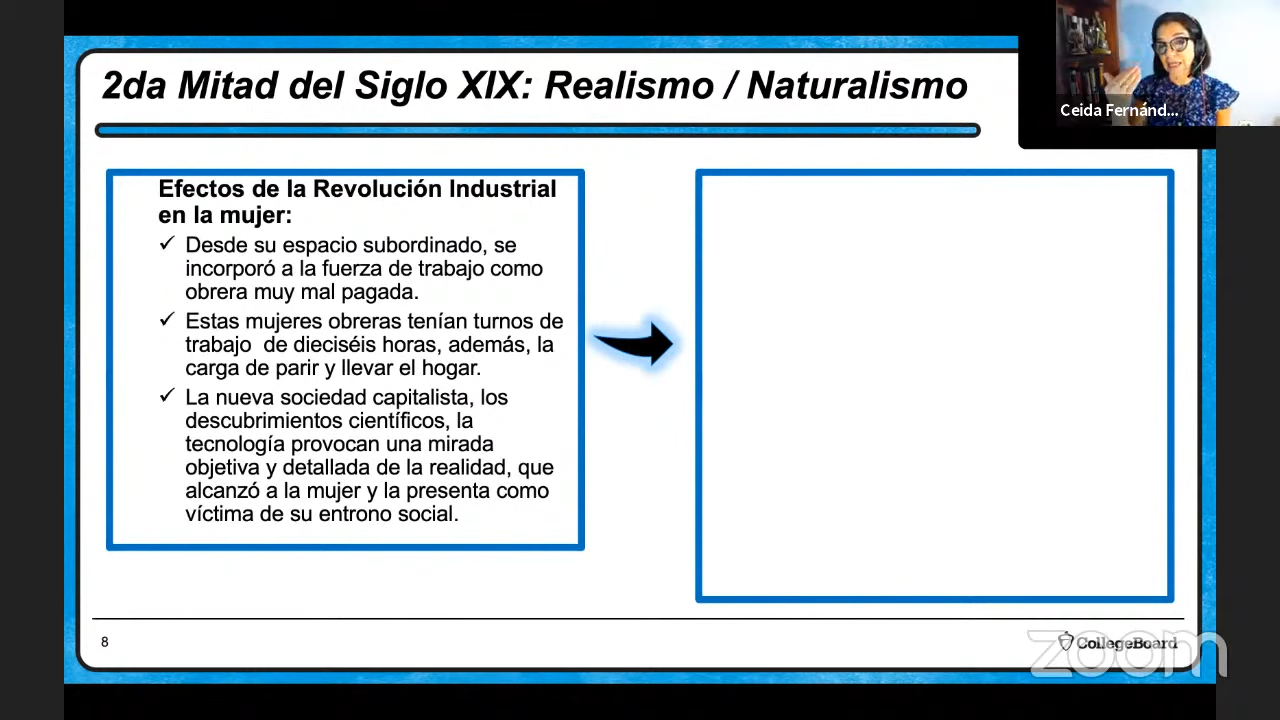 2da Mitad del Siglo XIX: Realismo / Naturalismo
Ceida Fernánd...
Efectos de la Revolución Industrial
en la mujer:
✓ Desde su espacio subordinado, se
incorporó a la fuerza de trabajo como
obrera muy mal pagada.
✓ Estas mujeres obreras tenían turnos de
trabajo de dieciséis horas, además, la
carga de parir y llevar el hogar.
✓ La nueva sociedad capitalista, los
descubrimientos científicos, la
tecnología provocan una mirada
objetiva y detallada de la realidad, que
alcanzó a la mujer y la presenta como
víctima de su entrono social.
8
CollegeBoard
zoom